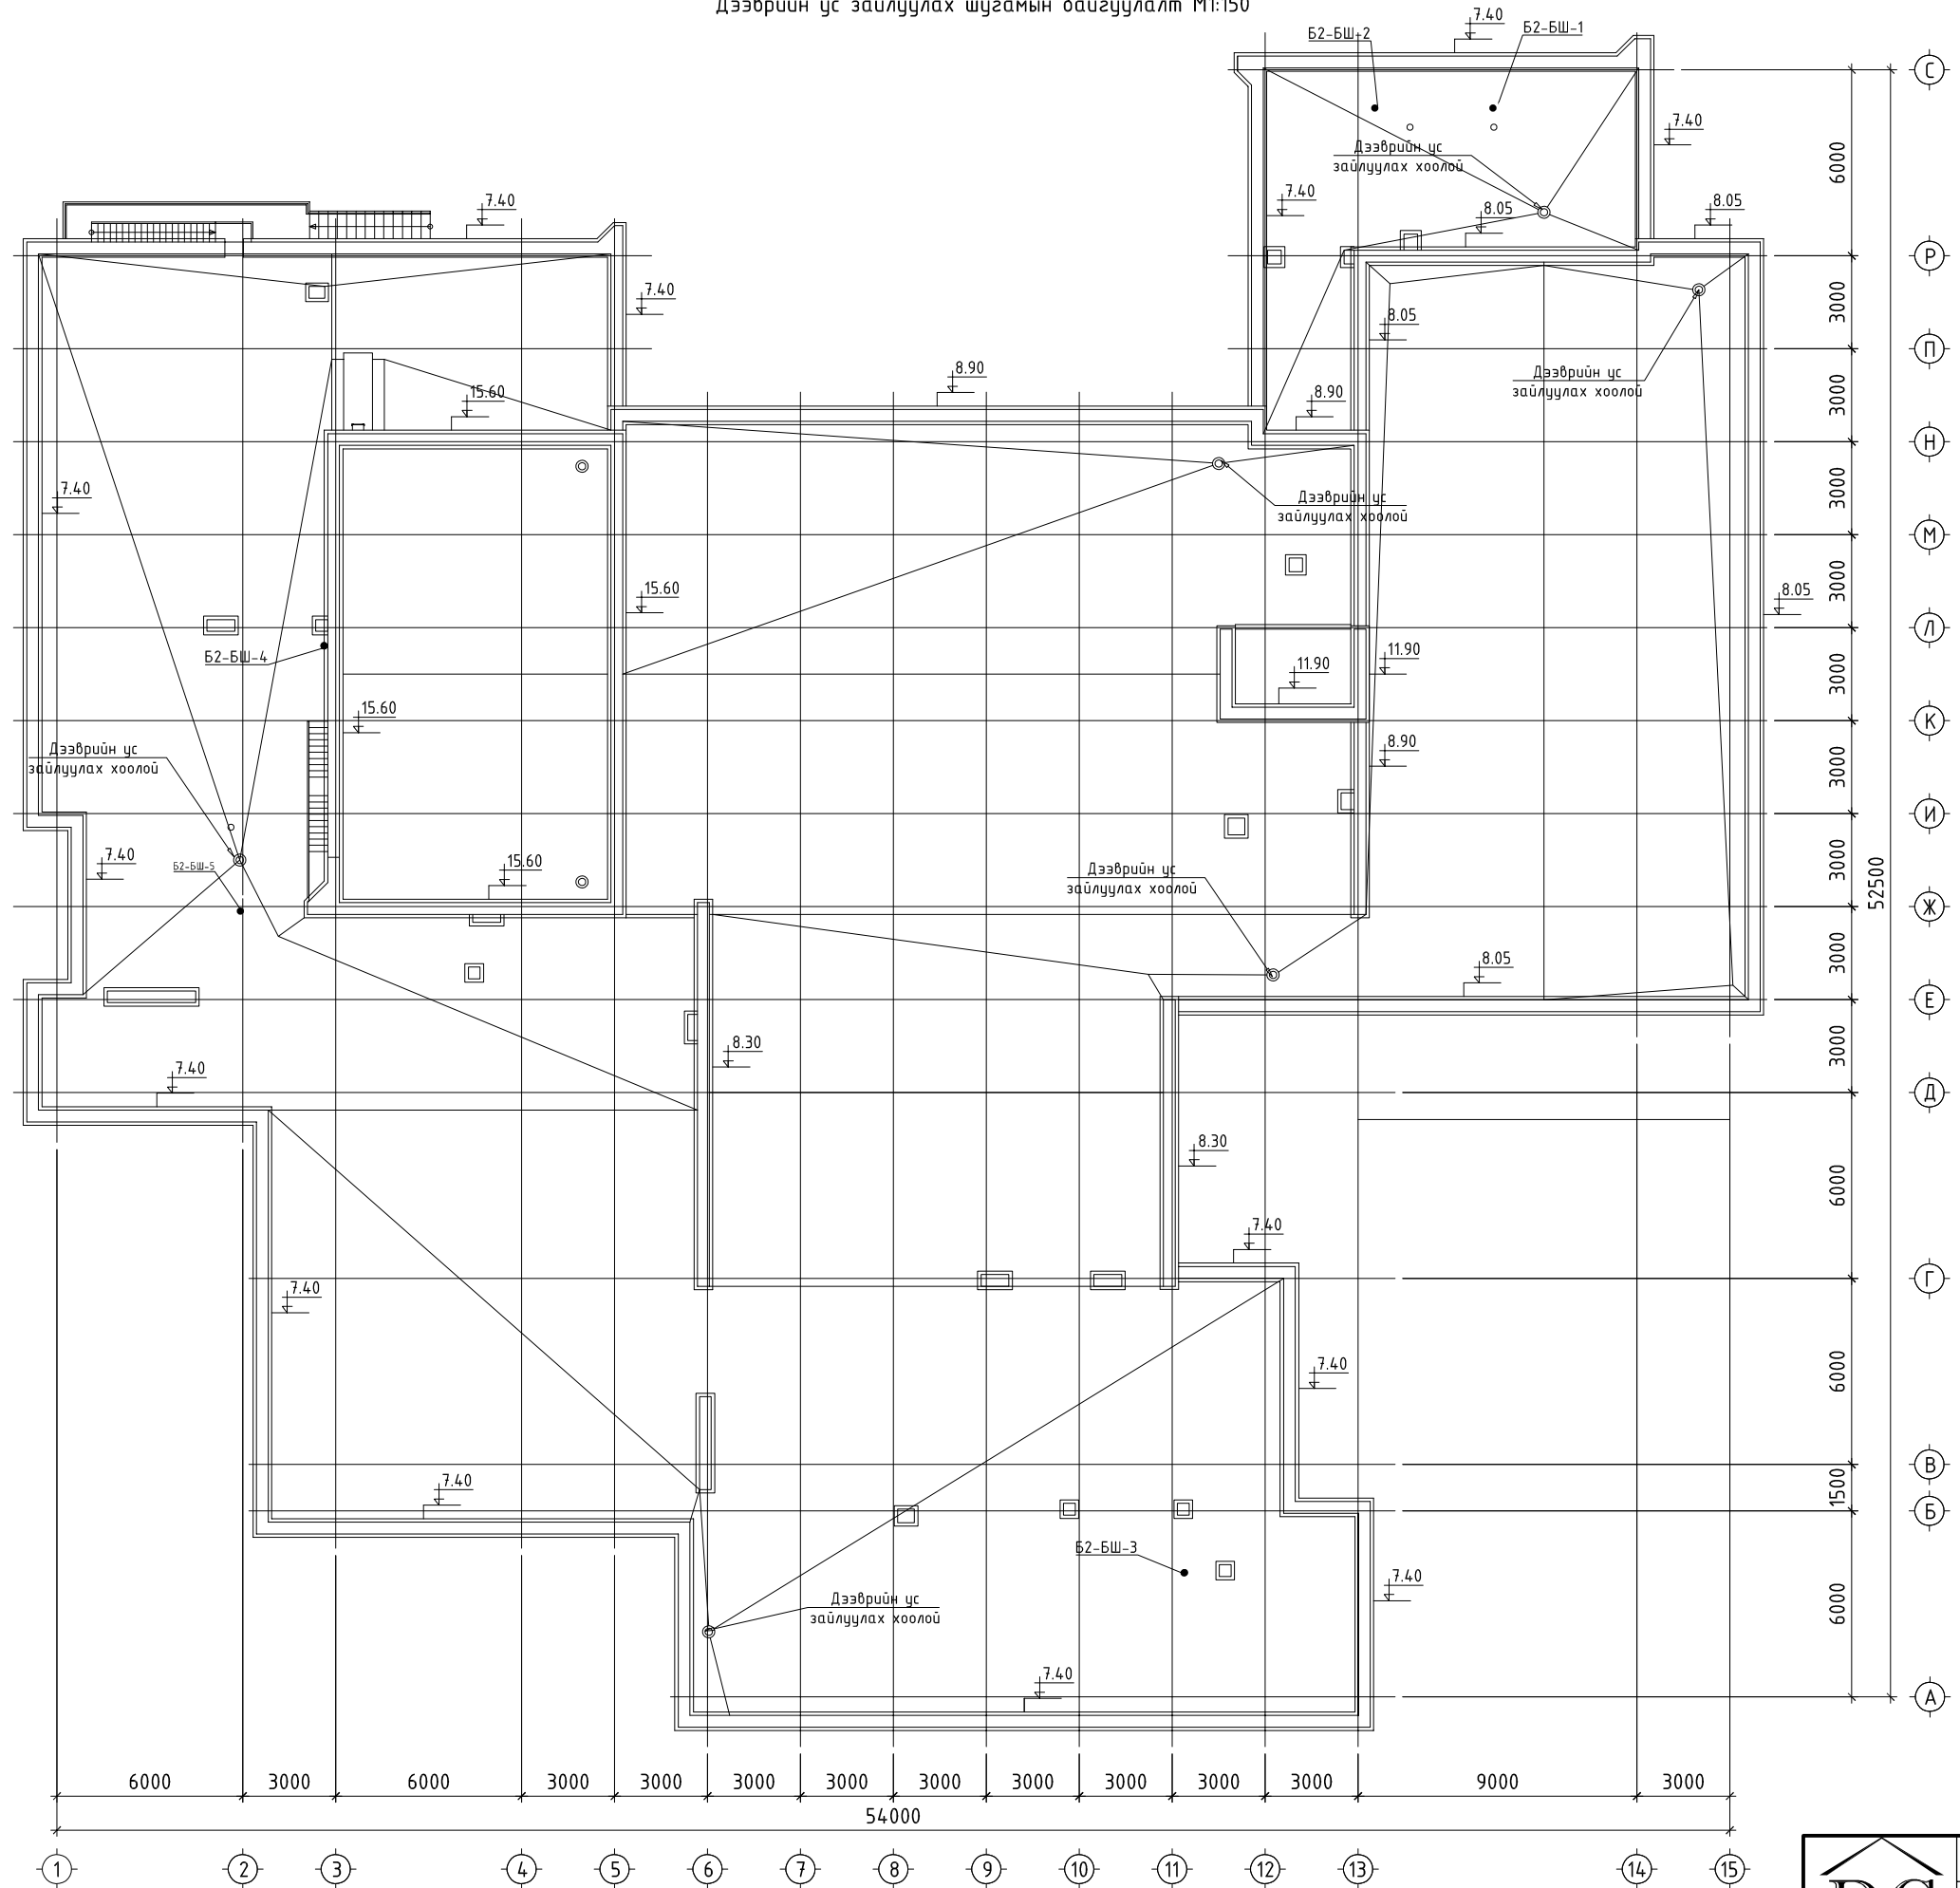 Дээврийн ус зайлуулах шугамын байгуулалт М1:150
7.40
Б2-БШ-2
Б2-БШ-1
С
7.40
Дээврийн ус
зайлуулах хоолой
6000
7.40
7.40
8.05
8.05
Р
7.40
3000
8.05
П
Дээврийн ус
зайлуулах хоолой
8.90
15.60
8.90
3000
Н
7.40
Дээврийн ус
зайлуулах хоолой
3000
М
15.60
8.05
3000
Л
Б2-БШ-4
11.90
11.90
3000
15.60
К
Дээврийн ус
зайлуулах хоолой
8.90
3000
И
7.40
Б2-БШ-5
15.60
Дээврийн ус
зайлуулах хоолой
3000
52500
Ж
8.05
3000
Е
8.30
7.40
3000
Д
8.30
6000
7.40
Г
7.40
7.40
6000
В
7.40
1500
Б
Б2-БШ-3
7.40
Дээврийн ус
зайлуулах хоолой
6000
7.40
А
6000 3000 6000 3000 3000 3000 3000 3000 3000 3000 3000 3000 9000 3000
54000
1 2 3 4 5 6 7 8 9 10 11 12 13 14 15